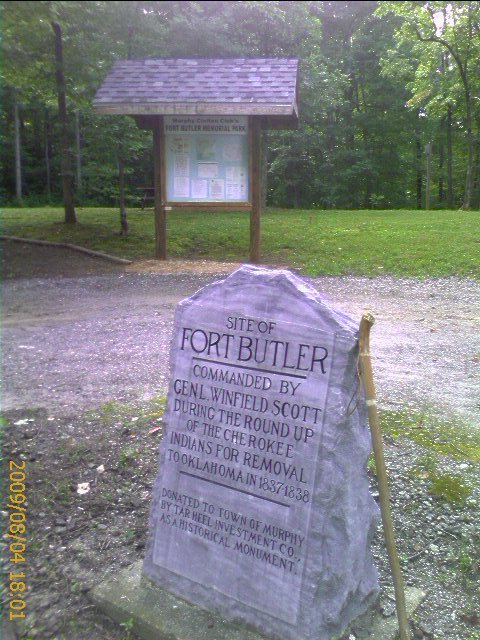 Murphy Civitan Club's
FORT BUTLER MEMORIAL PARK
SITE OF
FORT BUTLER
COMMANDED BY
GENL. WINFIELD SCOTT
DURING THE ROUND UP
OF THE CHEROKEE
INDIANS FOR REMOVAL
TO OKLAHOMA IN 1837-1838
DONATED TO TOWN OF MURPHY
BY TAR HEEL INVESTMENT CO.,
AS A HISTORICAL MONUMENT.
2009/06/04 18:01